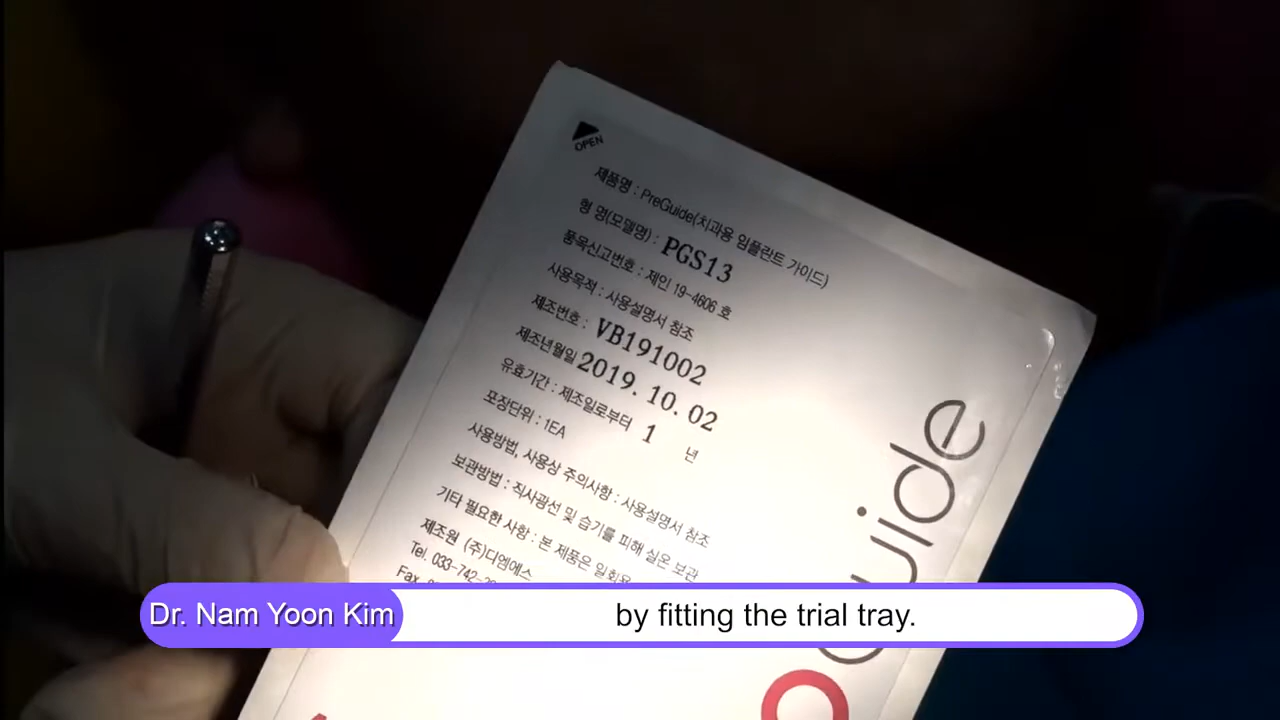 OPEN
제품명 : PreGuide(치과용 임플란트 가이드)
형 명(모델명) : PGS13
품목신고번호 : 제인 19-4606 호
사용목적 : 사용설명서 참조
제조번호 : VB191002
제조년월일 2019. 10. 02
유효기간 : 제조일로부터 1 년
포장단위 : 1EA
사용방법, 사용상 주의사항 : 사용설명서 참조
보관방법 : 직사광선 및 습기를 피해 실온 보관
기타 필요한 사항 : 본 제품은 일회용
제조원 (주)디엠에스
Tel. 033-742-
Fax.
uide
Dr. Nam Yoon Kim
by fitting the trial tray.